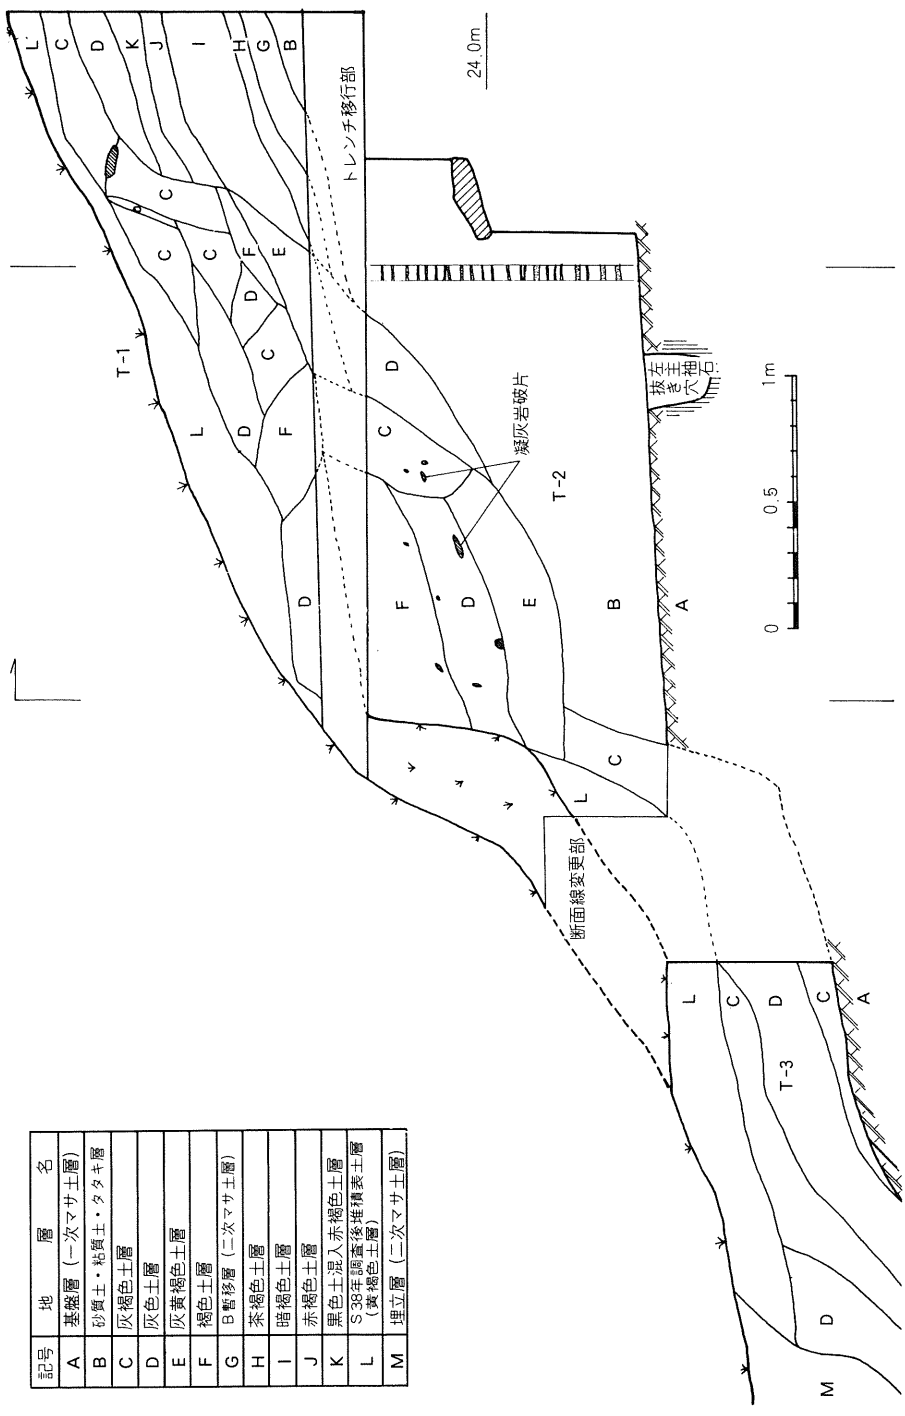 記号 地層名
A 基盤層（一次マサ土層）
B 砂質土・粘質土・タタキ層
C 灰褐色土層
D 灰色土層
E 灰黄褐色土層
F 褐色土層
G B暫移層（二次マサ土層）
H 茶褐色土層
I 暗褐色土層
J 赤褐色土層
K 黒色土混入赤褐色土層
L S38年調査後堆積表土層
（黄褐色土層）
M 埋立層（二次マサ土層）
L
C
D
K
J
I
H
G
B
トレンチ移行部
24.0m
T-1
C
C
C
F
E
D
C
L
D
F
D
D
C
凝灰岩破片
T-2
F
D
E
B
A
C
L
左主袖石
抜き穴
断面線変更部
0
0.5
1m
L
C
D
C
A
T-3
D
M